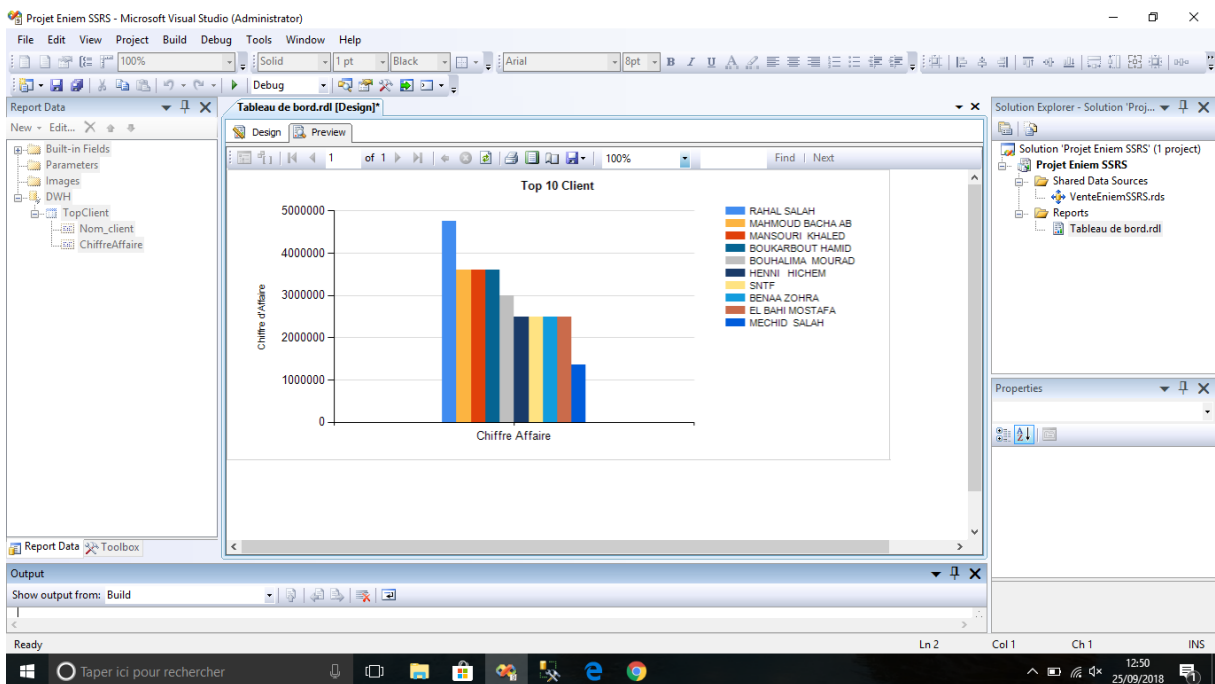 Projet Eniem SSRS - Microsoft Visual Studio (Administrator)
File Edit View Project Build Debug Tools Window Help
100% Solid 1 pt Black Arial 8pt B I U
Debug
Report Data
New Edit...
Built-in Fields
Parameters
Images
DWH
TopClient
Nom_client
ChiffreAffaire
Report Data Toolbox
Tableau de bord.rdl [Design]*
Design Preview
1 of 1 100% Find | Next
Top 10 Client
Chiffre d'Affaire
5000000
4000000
3000000
2000000
1000000
0
Chiffre Affaire
RAHAL SALAH
MAHMOUD BACHA AB
MANSOURI KHALED
BOUKARBOUT HAMID
BOUHALIMA MOURAD
HENNI HICHEM
SNTF
BENAA ZOHRA
EL BAHI MOSTAFA
MECHID SALAH
Solution Explorer - Solution 'Proj...
Solution 'Projet Eniem SSRS' (1 project)
Projet Eniem SSRS
Shared Data Sources
VenteEniemSSRS.rds
Reports
Tableau de bord.rdl
Properties
Output
Show output from: Build
Ready Ln 2 Col 1 Ch 1 INS
Taper ici pour rechercher
12:50
25/09/2018